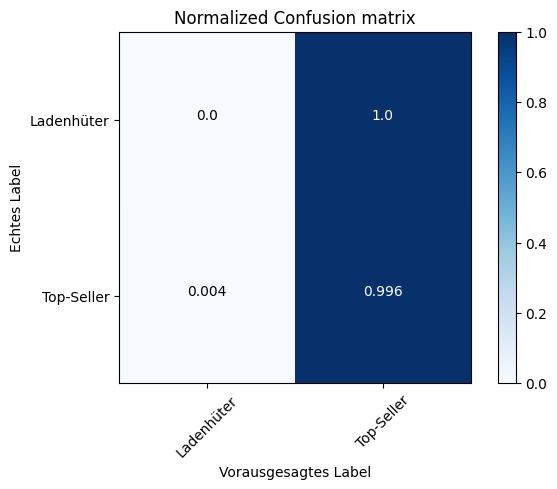 Normalized Confusion matrix
Echtes Label
Ladenhüter
Top-Seller
0.0
1.0
0.004
0.996
Ladenhüter
Top-Seller
Vorausgesagtes Label
1.0
0.8
0.6
0.4
0.2
0.0